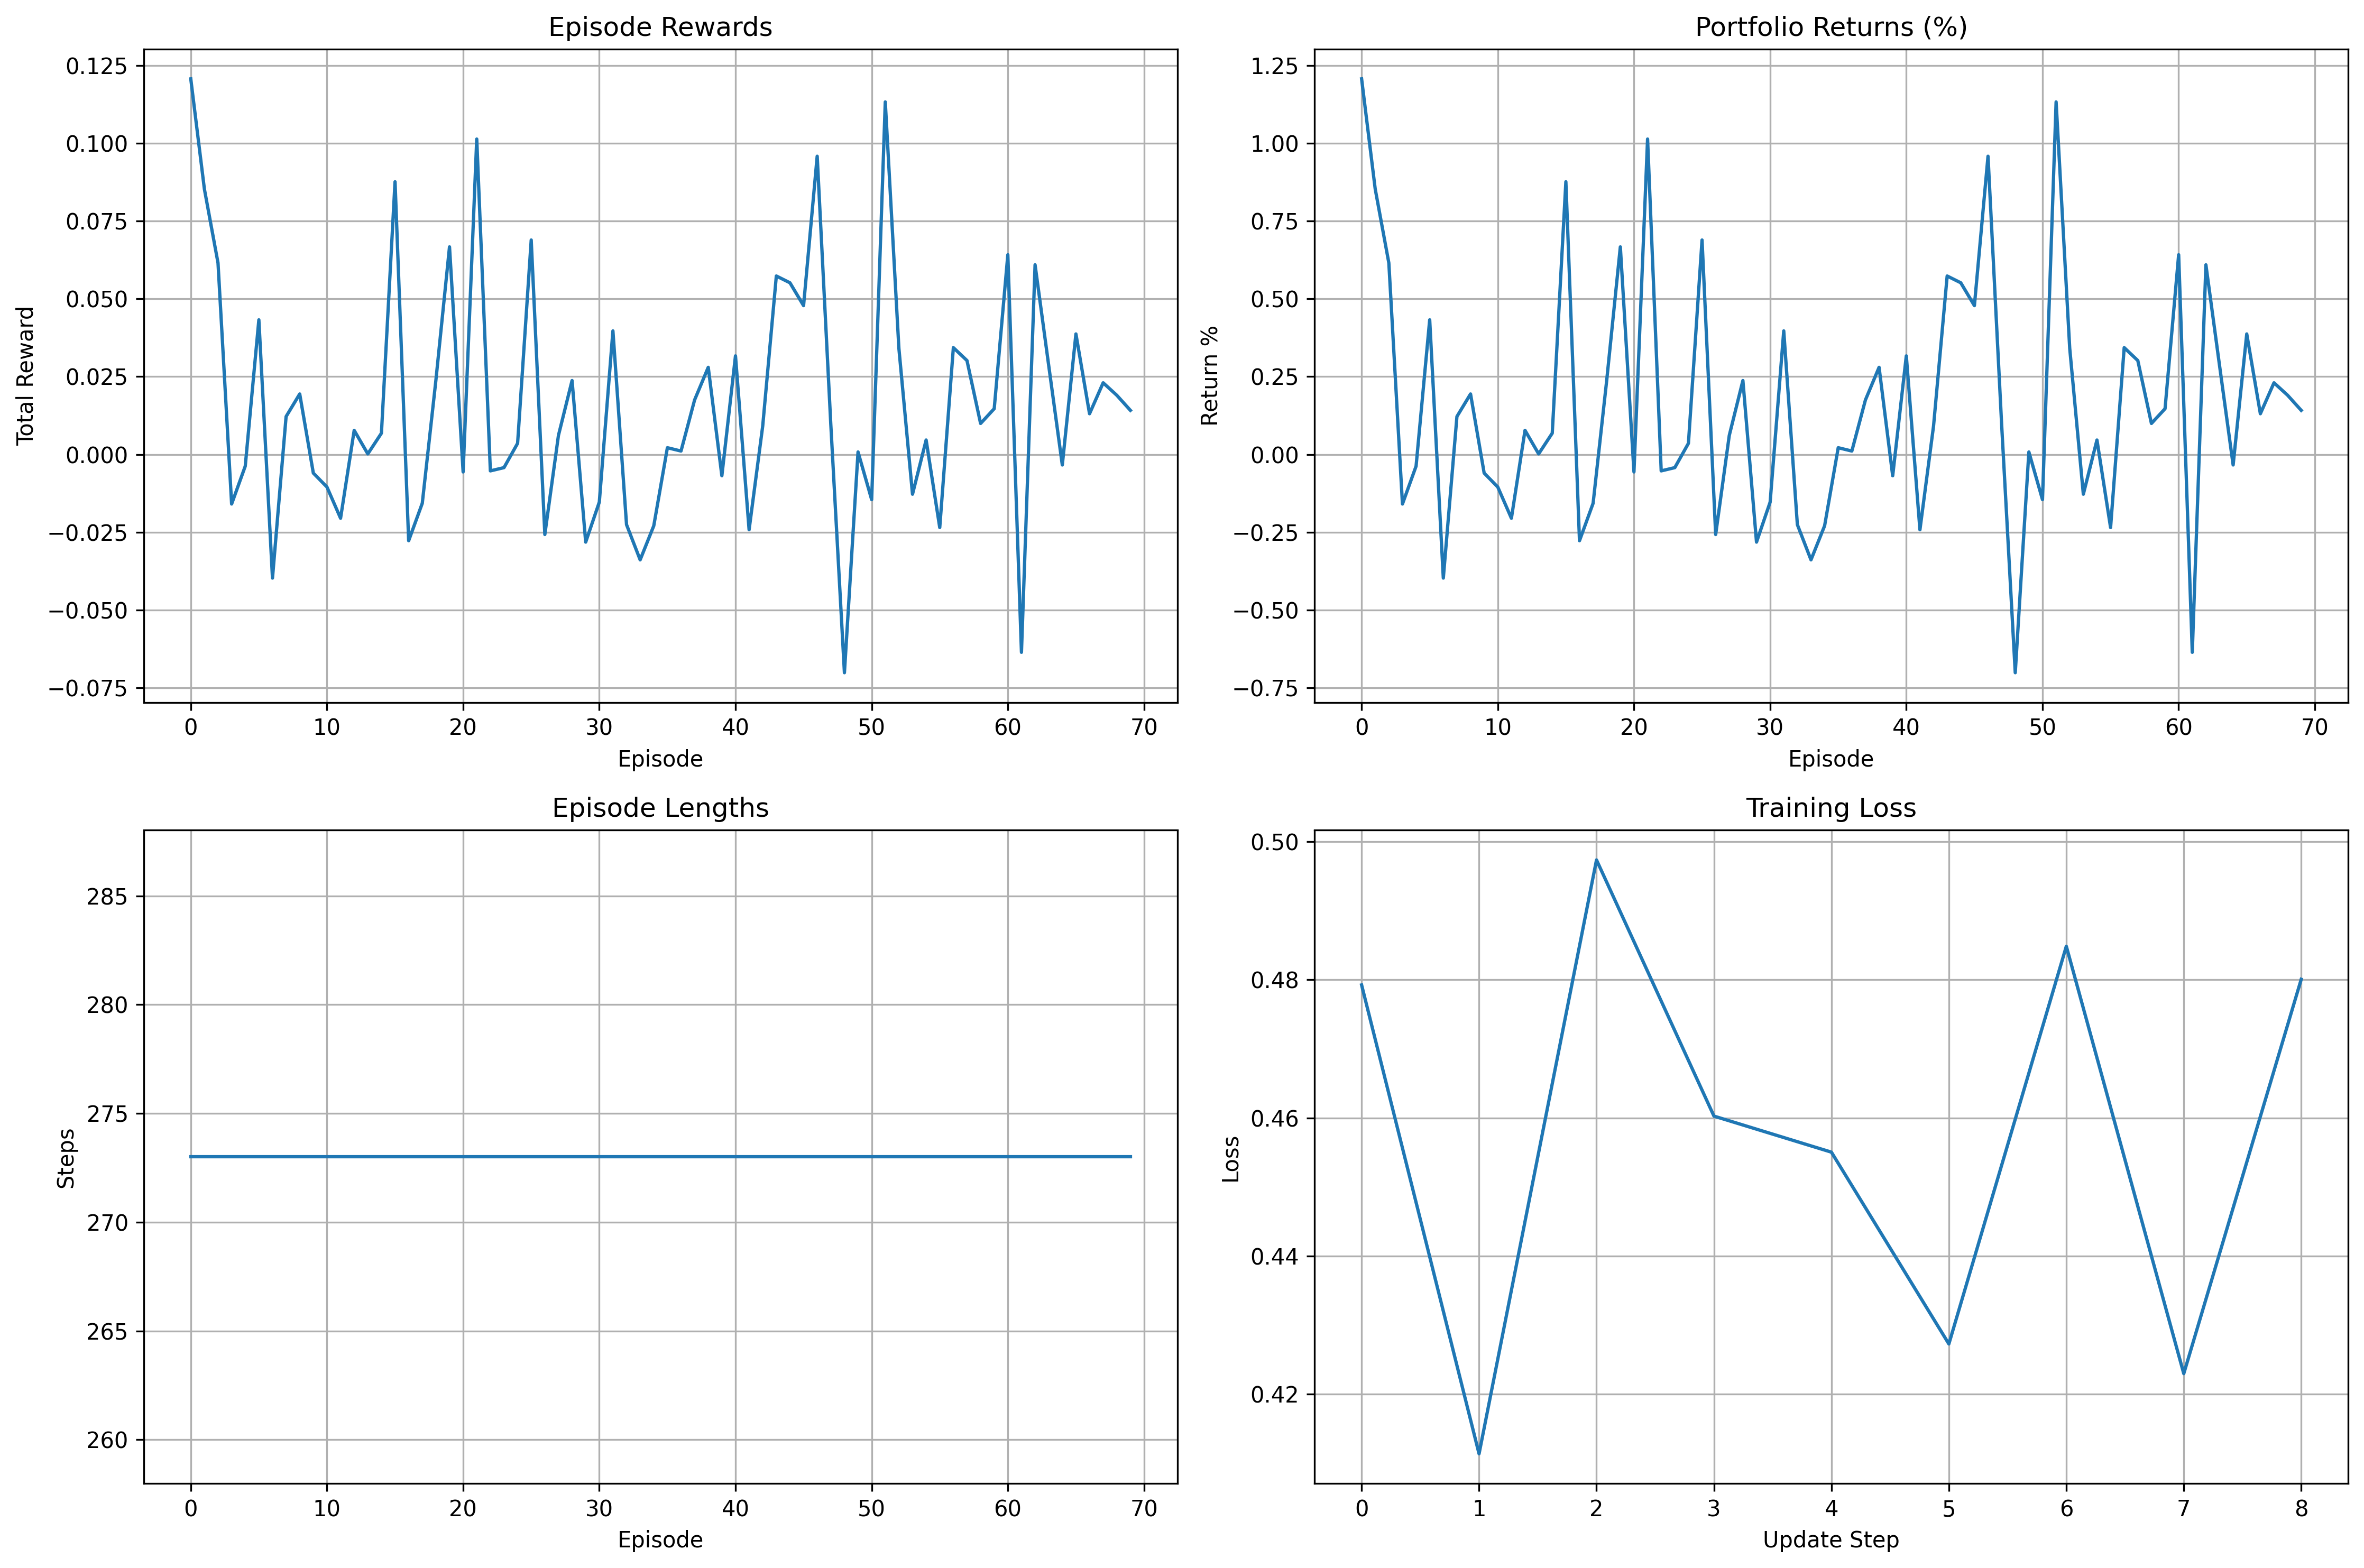 Episode Rewards
Total Reward
0.125
0.100
0.075
0.050
0.025
0.000
−0.025
−0.050
−0.075
0 10 20 30 40 50 60 70
Episode
Portfolio Returns (%)
Return %
1.25
1.00
0.75
0.50
0.25
0.00
−0.25
−0.50
−0.75
0 10 20 30 40 50 60 70
Episode
Episode Lengths
Steps
285
280
275
270
265
260
0 10 20 30 40 50 60 70
Episode
Training Loss
Loss
0.50
0.48
0.46
0.44
0.42
0 1 2 3 4 5 6 7 8
Update Step